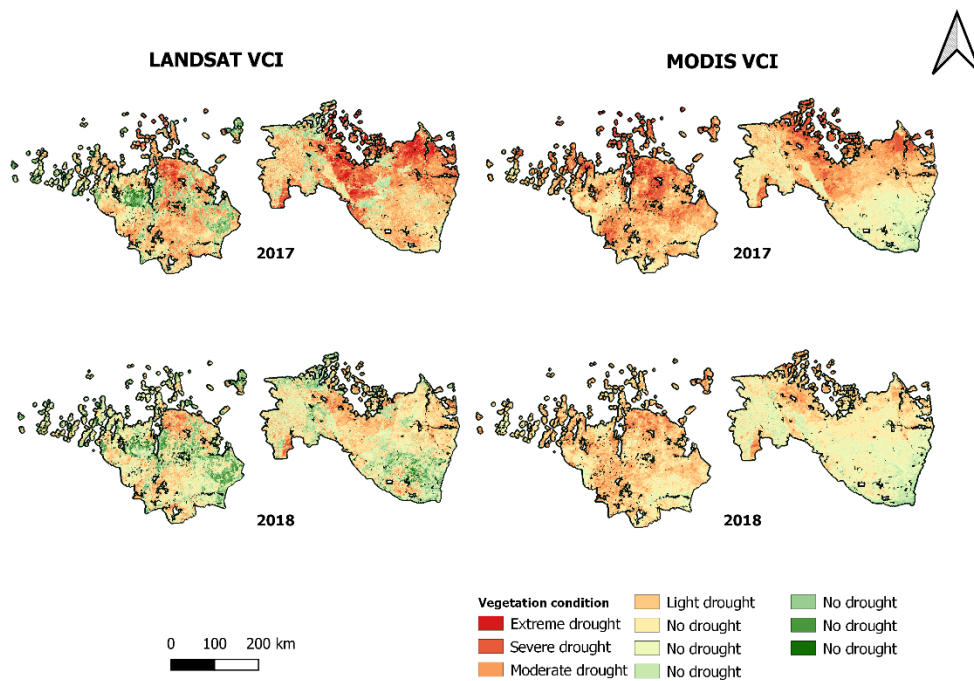 LANDSAT VCI
MODIS VCI
2017
2017
2018
2018
0 100 200 km
Vegetation condition
Extreme drought
Severe drought
Moderate drought
Light drought
No drought
No drought
No drought
No drought
No drought
No drought